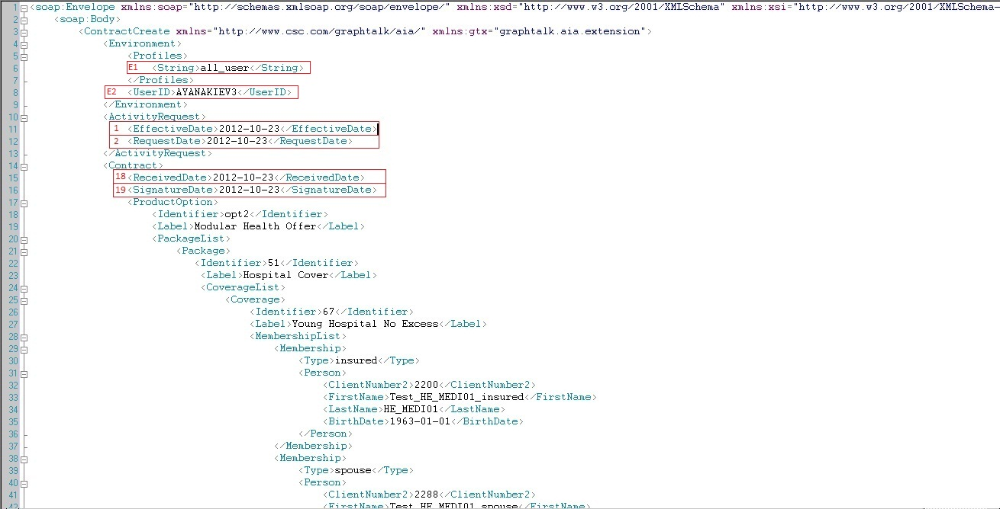 1 <soap:Envelope xmlns:soap="http://schemas.xmlsoap.org/soap/envelope/" xmlns:xsd="http://www.w3.org/2001/XMLSchema" xmlns:xsi="http://www.w3.org/2001/XMLSchema-
2 <soap:Body>
3 <ContractCreate xmlns="http://www.csc.com/graphtalk/aia/" xmlns:gtx="graphtalk.aia.extension">
4 <Environment>
5 <Profiles>
6 E1 <String>all_user</String>
7 </Profiles>
8 E2 <UserID>AYANAKIEV3</UserID>
9 </Environment>
10 <ActivityRequest>
11 1 <EffectiveDate>2012-10-23</EffectiveDate>
12 2 <RequestDate>2012-10-23</RequestDate>
13 </ActivityRequest>
14 <Contract>
15 18 <ReceivedDate>2012-10-23</ReceivedDate>
16 19 <SignatureDate>2012-10-23</SignatureDate>
17 <ProductOption>
18 <Identifier>opt2</Identifier>
19 <Label>Modular Health Offer</Label>
20 <PackageList>
21 <Package>
22 <Identifier>51</Identifier>
23 <Label>Hospital Cover</Label>
24 <CoverageList>
25 <Coverage>
26 <Identifier>67</Identifier>
27 <Label>Young Hospital No Excess</Label>
28 <MembershipList>
29 <Membership>
30 <Type>insured</Type>
31 <Person>
32 <ClientNumber2>2200</ClientNumber2>
33 <FirstName>Test_HE_MEDI01_insured</FirstName>
34 <LastName>HE_MEDI01</LastName>
35 <BirthDate>1963-01-01</BirthDate>
36 </Person>
37 </Membership>
38 <Membership>
39 <Type>spouse</Type>
40 <Person>
41 <ClientNumber2>2288</ClientNumber2>
42 <FirstName>Test_HE_MEDI01_spouse</FirstName>